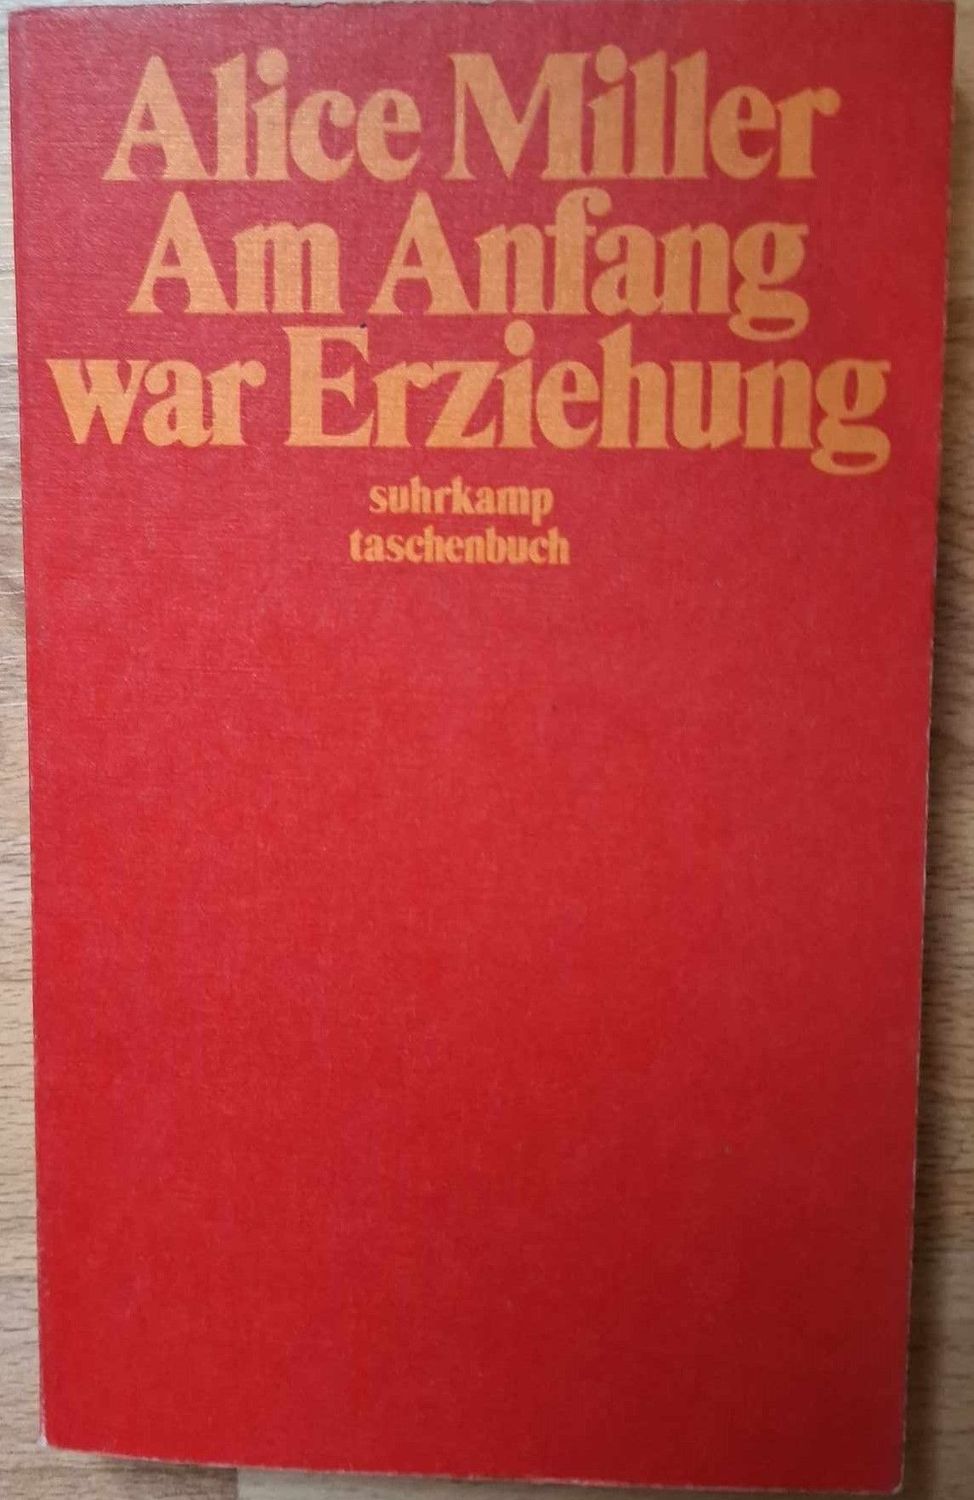 Alice Miller
Am Anfang
war Erziehung
suhrkamp
taschenbuch